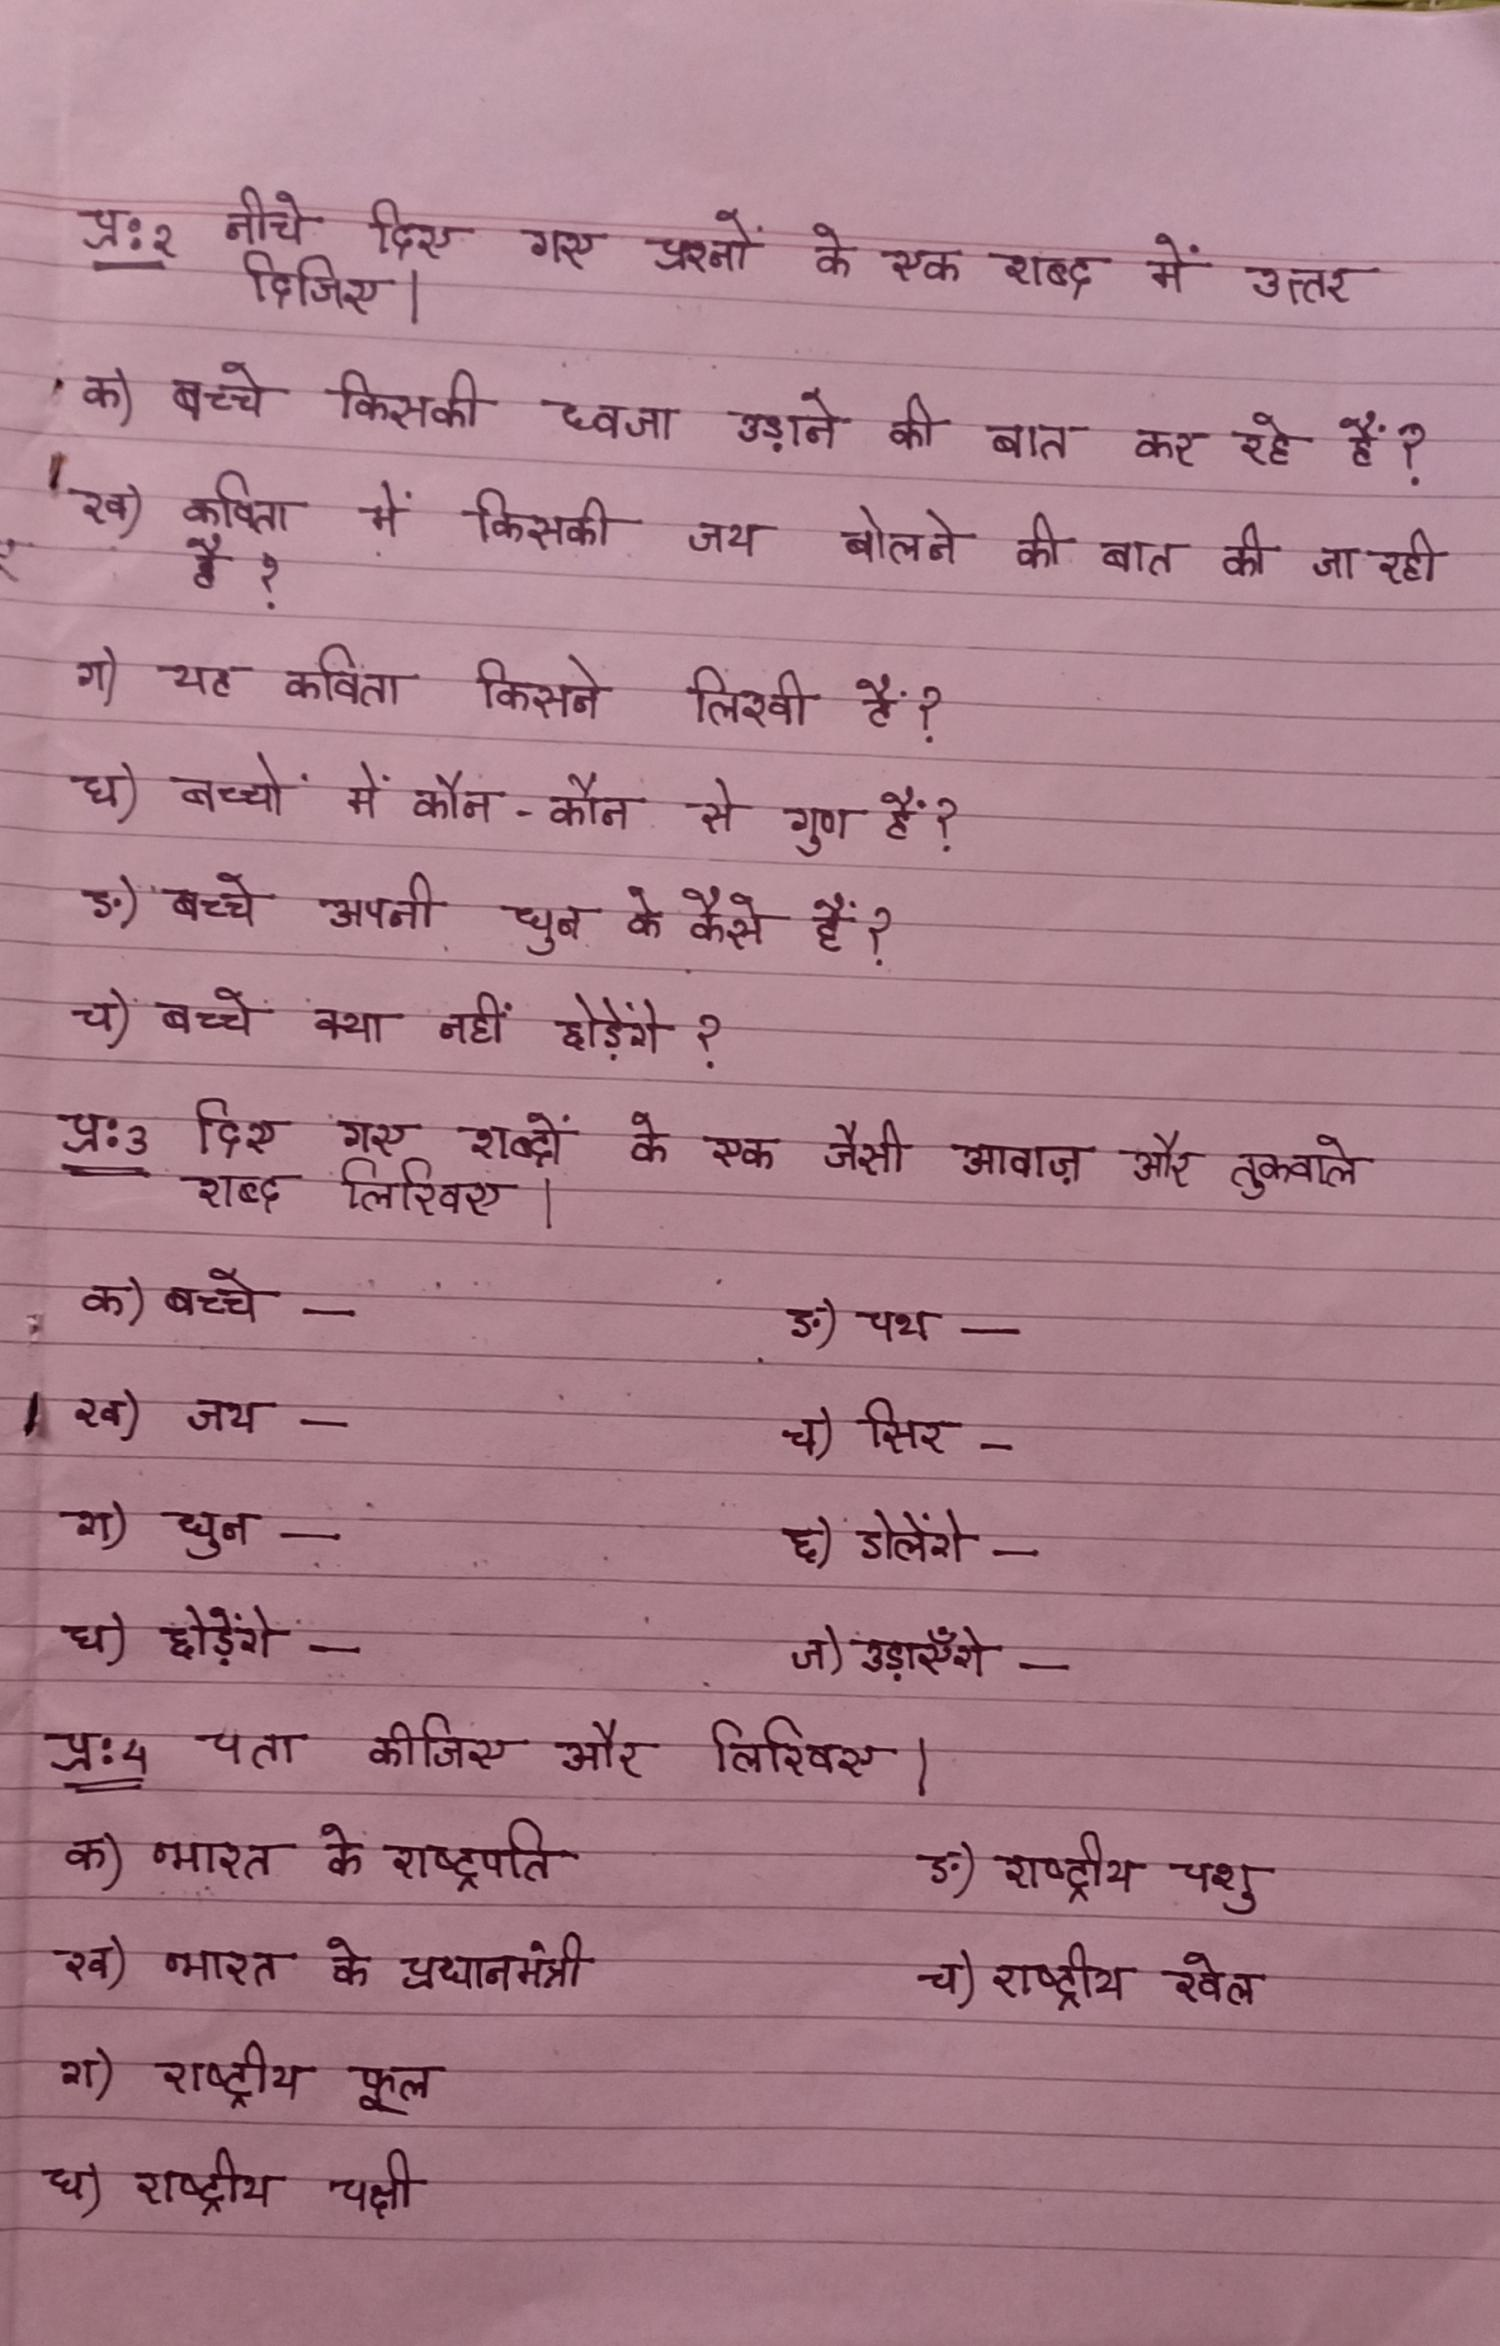 प्र:२ नीचे दिए गए प्रश्नों के एक शब्द में उत्तर
दिजिए।
क) बच्चे किसकी ध्वजा उड़ाने की बात कर रहे हैं?
ख) कविता में किसकी जय बोलने की बात की जा रही
है ?
ग) यह कविता किसने लिखी हैं?
घ) बच्चों में कौन-कौन से गुण हैं?
ङ) बच्चे अपनी धुन के कैसे हैं?
च) बच्चे क्या नहीं छोड़ेंगे ?
प्र:3 दिए गए शब्दों के एक जैसी आवाज़ और तुकवाले
शब्द लिखिए।
क) बच्चे —
ङ) पथ —
ख) जय —
च) सिर —
ग) धुन —
छ) डोलेंगे —
घ) छोड़ेंगे —
ज) उड़ाएँगे —
प्र:4 पता कीजिए और लिखिए।
क) भारत के राष्ट्रपति
ङ) राष्ट्रीय पशु
ख) भारत के प्रधानमंत्री
च) राष्ट्रीय खेल
ग) राष्ट्रीय फूल
घ) राष्ट्रीय पक्षी